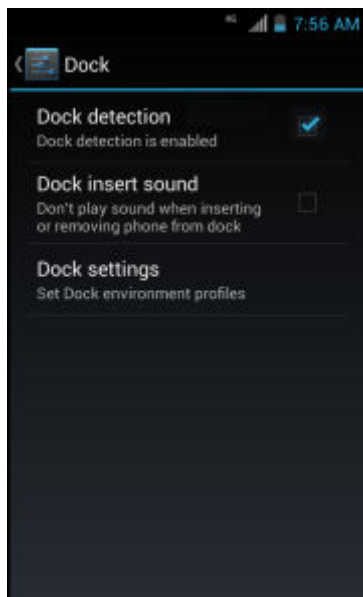 4G 7:56 AM
Dock
Dock detection
Dock detection is enabled
Dock insert sound
Don't play sound when inserting
or removing phone from dock
Dock settings
Set Dock environment profiles